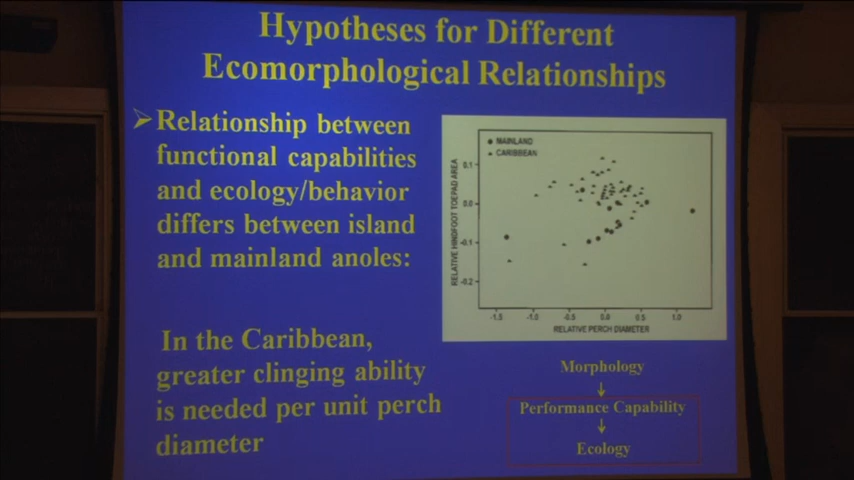 Hypotheses for Different
Ecomorphological Relationships
Relationship between
functional capabilities
and ecology/behavior
differs between island
and mainland anoles:
In the Caribbean,
greater clinging ability
is needed per unit perch
diameter
MAINLAND
CARIBBEAN
RELATIVE HINDFOOT TOEPAD AREA
0.1
0.0
-0.1
-0.2
-1.5 -1.0 -0.5 0.0 0.5 1.0
RELATIVE PERCH DIAMETER
Morphology
Performance Capability
Ecology